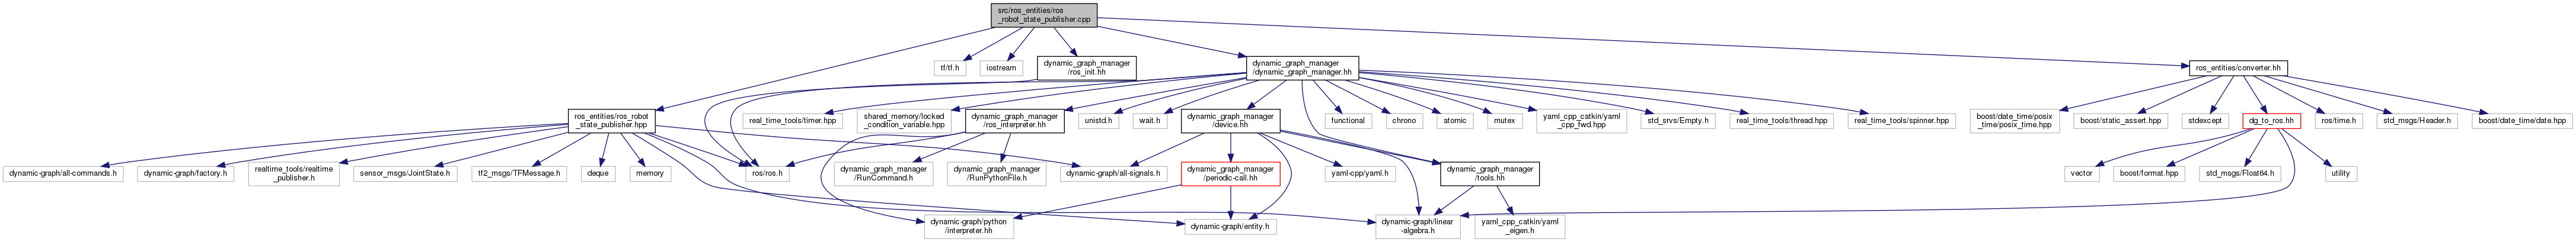 src/ros_entities/ros
_robot_state_publisher.cpp
tf/tf.h
iostream
dynamic_graph_manager
/ros_init.hh
dynamic_graph_manager
/dynamic_graph_manager.hh
ros_entities/converter.hh
ros_entities/ros_robot
_state_publisher.hpp
real_time_tools/timer.hpp
shared_memory/locked
_condition_variable.hpp
dynamic_graph_manager
/ros_interpreter.hh
unistd.h
wait.h
dynamic_graph_manager
/device.hh
functional
chrono
atomic
mutex
yaml_cpp_catkin/yaml
_cpp_fwd.hpp
std_srvs/Empty.h
real_time_tools/thread.hpp
real_time_tools/spinner.hpp
boost/date_time/posix
_time/posix_time.hpp
boost/static_assert.hpp
stdexcept
dg_to_ros.hh
ros/time.h
std_msgs/Header.h
boost/date_time/date.hpp
dynamic-graph/all-commands.h
dynamic-graph/factory.h
realtime_tools/realtime
_publisher.h
sensor_msgs/JointState.h
tf2_msgs/TFMessage.h
deque
memory
ros/ros.h
dynamic_graph_manager
/RunCommand.h
dynamic_graph_manager
/RunPythonFile.h
dynamic-graph/all-signals.h
dynamic_graph_manager
/periodic-call.hh
yaml-cpp/yaml.h
dynamic_graph_manager
/tools.hh
vector
boost/format.hpp
std_msgs/Float64.h
utility
dynamic-graph/python
/interpreter.hh
dynamic-graph/entity.h
dynamic-graph/linear
-algebra.h
yaml_cpp_catkin/yaml
_eigen.h